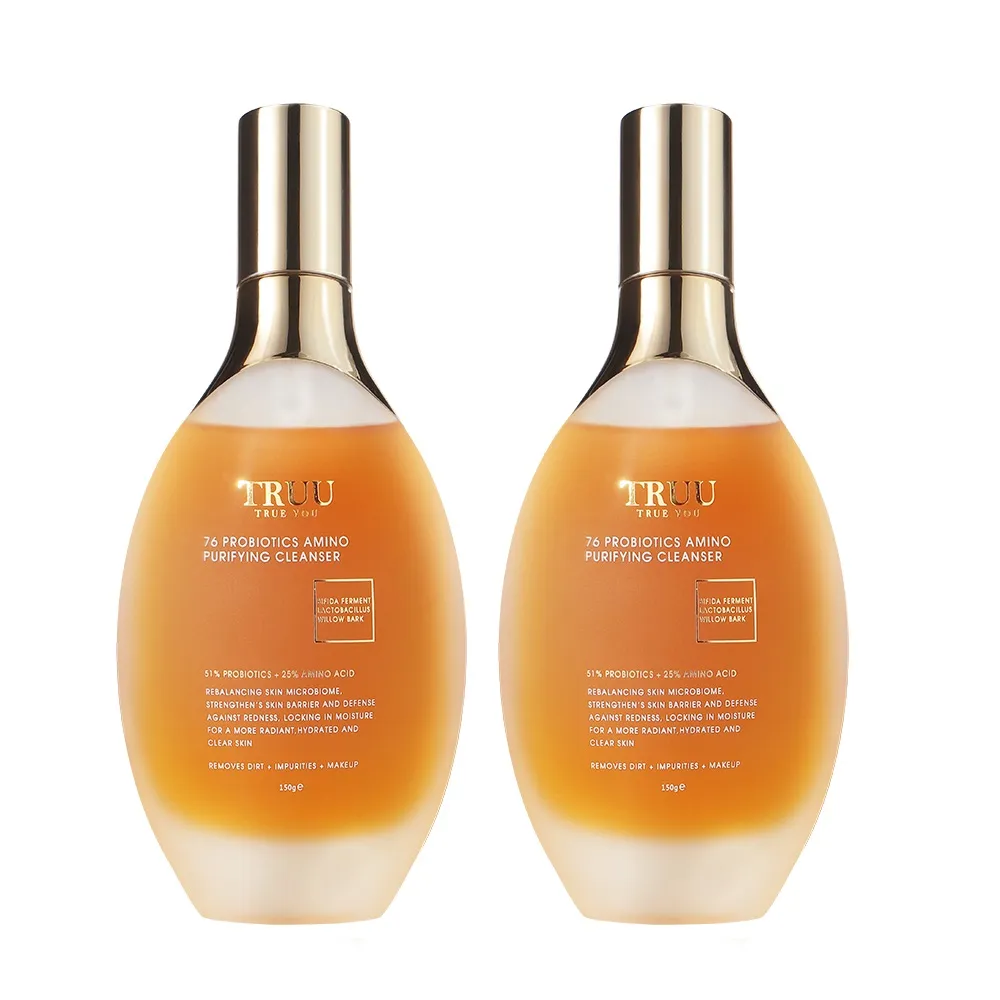 TRUU
TRUE YOU
76 PROBIOTICS AMINO
PURIFYING CLEANSER
BIFIDA FERMENT
LACTOBACILLUS
WILLOW BARK
51% PROBIOTICS + 25% AMINO ACID
REBALANCING SKIN MICROBIOME,
STRENGTHEN'S SKIN BARRIER AND DEFENSE
AGAINST REDNESS, LOCKING IN MOISTURE
FOR A MORE RADIANT,HYDRATED AND
CLEAR SKIN
REMOVES DIRT + IMPURITIES + MAKEUP
150g℮
TRUU
TRUE YOU
76 PROBIOTICS AMINO
PURIFYING CLEANSER
BIFIDA FERMENT
LACTOBACILLUS
WILLOW BARK
51% PROBIOTICS + 25% AMINO ACID
REBALANCING SKIN MICROBIOME,
STRENGTHEN'S SKIN BARRIER AND DEFENSE
AGAINST REDNESS, LOCKING IN MOISTURE
FOR A MORE RADIANT,HYDRATED AND
CLEAR SKIN
REMOVES DIRT + IMPURITIES + MAKEUP
150g℮